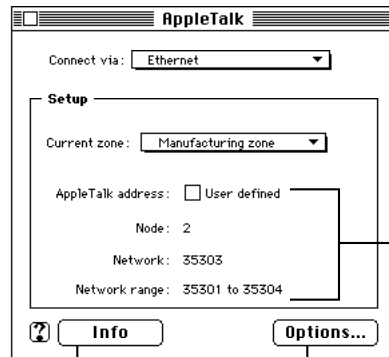 AppleTalk
Connect via: Ethernet
Setup
Current zone: Manufacturing zone
AppleTalk address: User defined
Node: 2
Network: 35303
Network range: 35301 to 35304
? Info Options...